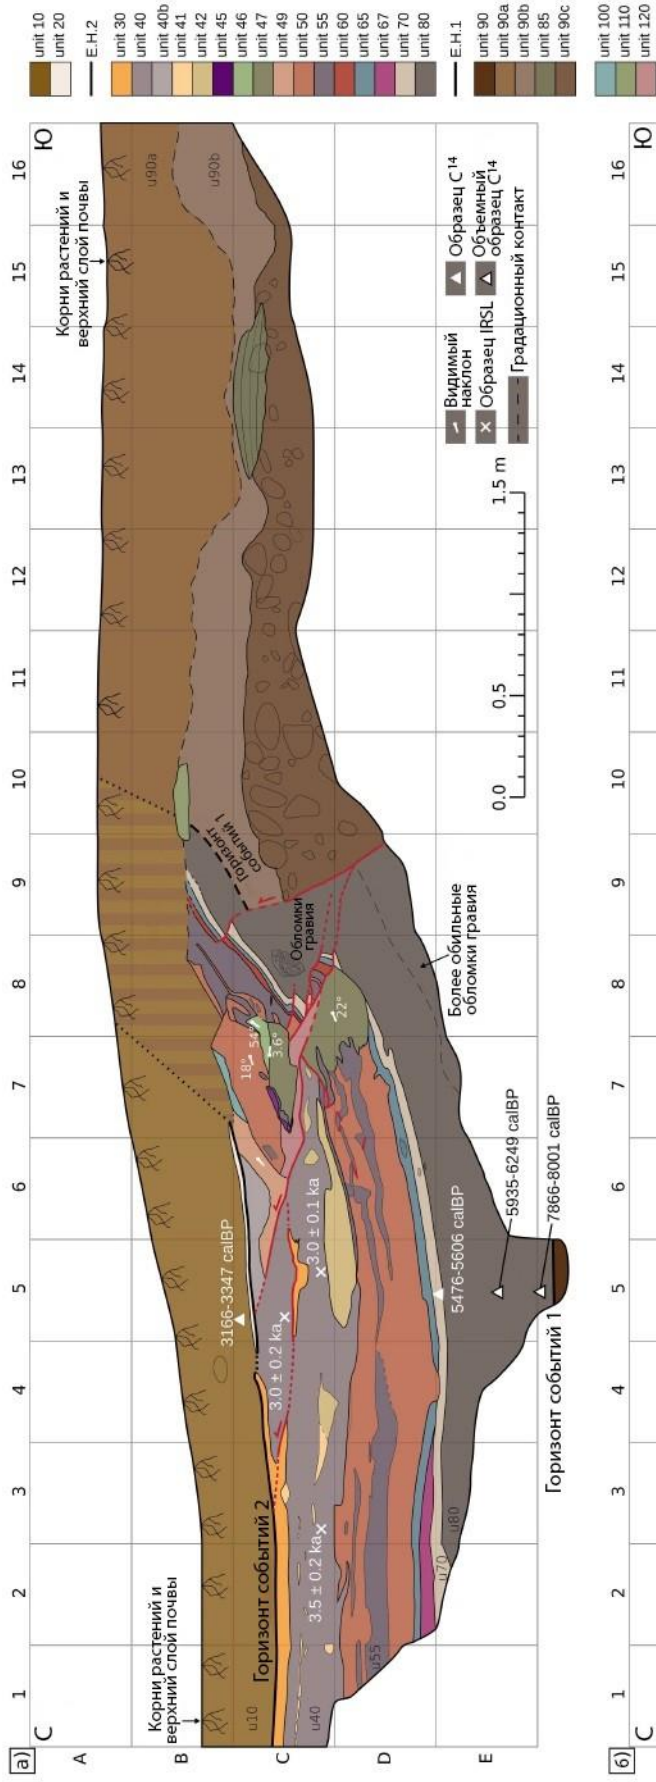 а)
С
1
2
3
4
5
6
7
8
9
10
11
12
13
14
15
16
Ю
A
B
C
D
E
Корни растений и
верхний слой почвы
Корни растений и
верхний слой почвы
u10
Горизонт событий 2
u40
u55
u70
u80
u90a
u90b
3166-3347 calBP
3.0 ± 0.2 ka
3.0 ± 0.1 ka
3.5 ± 0.2 ka
5476-5606 calBP
5935-6249 calBP
7866-8001 calBP
Горизонт событий 1
18°
54°
3.6°
22°
Горизонт
событий 1
Обломки
гравия
Более обильные
обломки гравия
0.0
0.5
1.5 m
Видимый
наклон
Образец C¹⁴
Образец IRSL
Объемный
образец C¹⁴
Градационный контакт
unit 10
unit 20
E.H.2
unit 30
unit 40
unit 40b
unit 41
unit 42
unit 45
unit 46
unit 47
unit 49
unit 50
unit 55
unit 60
unit 65
unit 67
unit 70
unit 80
E.H.1
unit 90
unit 90a
unit 90b
unit 85
unit 90c
unit 100
unit 110
unit 120
б)
С
1
2
3
4
5
6
7
8
9
10
11
12
13
14
15
16
Ю